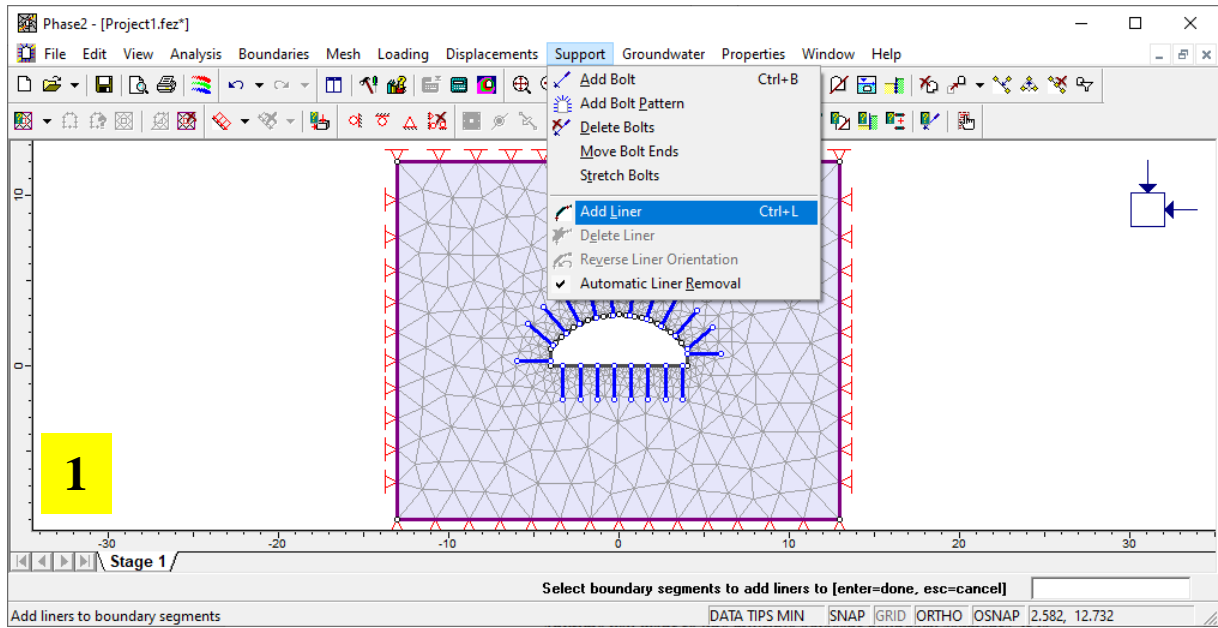 Phase2 - [Project1.fez*]
File Edit View Analysis Boundaries Mesh Loading Displacements Support Groundwater Properties Window Help
Add Bolt Ctrl+B
Add Bolt Pattern
Delete Bolts
Move Bolt Ends
Stretch Bolts
Add Liner Ctrl+L
Delete Liner
Reverse Liner Orientation
Automatic Liner Removal
10
0
1
-30 -20 -10 0 10 20 30
Stage 1
Select boundary segments to add liners to [enter=done, esc=cancel]
Add liners to boundary segments DATA TIPS MIN SNAP GRID ORTHO OSNAP 2.582, 12.732